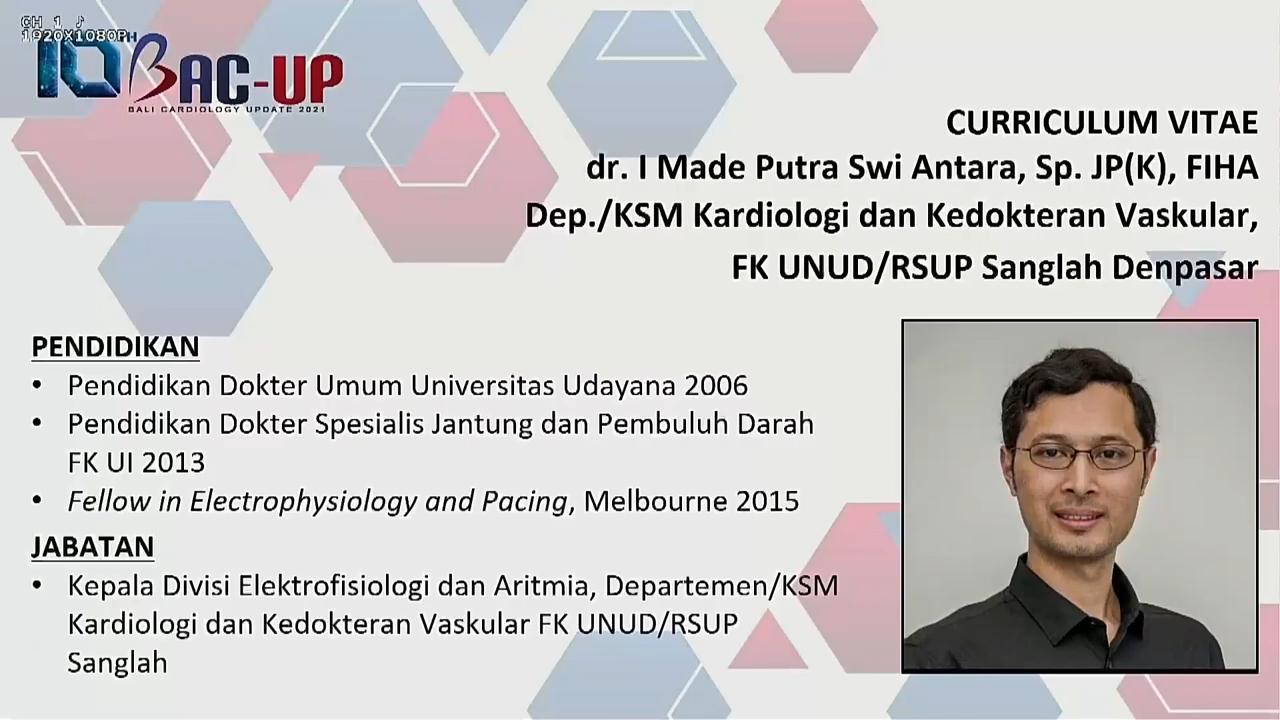 CH 1 ♪
1920X1080P
10TH BAC-UP
BALI CARDIOLOGY UPDATE 2021
CURRICULUM VITAE
dr. I Made Putra Swi Antara, Sp. JP(K), FIHA
Dep./KSM Kardiologi dan Kedokteran Vaskular,
FK UNUD/RSUP Sanglah Denpasar
PENDIDIKAN
• Pendidikan Dokter Umum Universitas Udayana 2006
• Pendidikan Dokter Spesialis Jantung dan Pembuluh Darah
FK UI 2013
• Fellow in Electrophysiology and Pacing, Melbourne 2015
JABATAN
• Kepala Divisi Elektrofisiologi dan Aritmia, Departemen/KSM
Kardiologi dan Kedokteran Vaskular FK UNUD/RSUP
Sanglah